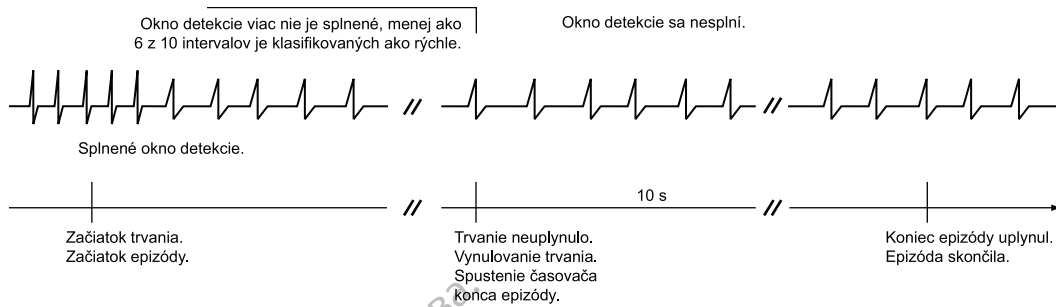 Okno detekcie viac nie je splnené, menej ako
6 z 10 intervalov je klasifikovaných ako rýchle.
Okno detekcie sa nesplní.
Splnené okno detekcie.
10 s
Začiatok trvania.
Začiatok epizódy.
Trvanie neuplynulo.
Vynulovanie trvania.
Spustenie časovača
konca epizódy.
Koniec epizódy uplynul.
Epizóda skončila.